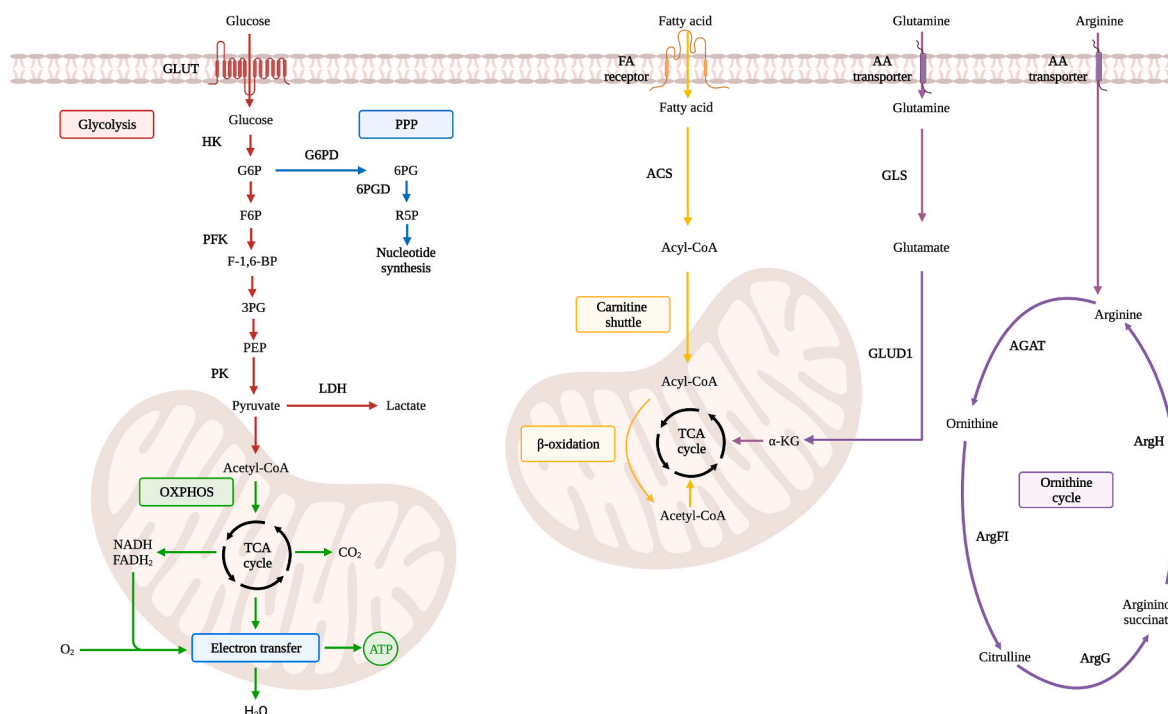 Glucose
Fatty acid
Glutamine
Arginine
GLUT
FA
receptor
AA
transporter
AA
transporter
Glycolysis
Glucose
PPP
Fatty acid
Glutamine
HK
G6P
G6PD
6PG
6PGD
ACS
GLS
F6P
R5P
PFK
F-1,6-BP
Nucleotide
synthesis
Acyl-CoA
Glutamate
3PG
Carnitine
shuttle
Arginine
PEP
AGAT
GLUD1
PK
LDH
Pyruvate
Lactate
Acyl-CoA
Ornithine
β-oxidation
TCA
cycle
α-KG
ArgH
Acetyl-CoA
OXPHOS
Ornithine
cycle
Acetyl-CoA
ArgFI
NADH
FADH₂
TCA
cycle
CO₂
Arginino
succinat
O₂
Electron transfer
ATP
Citrulline
ArgG
H₂O